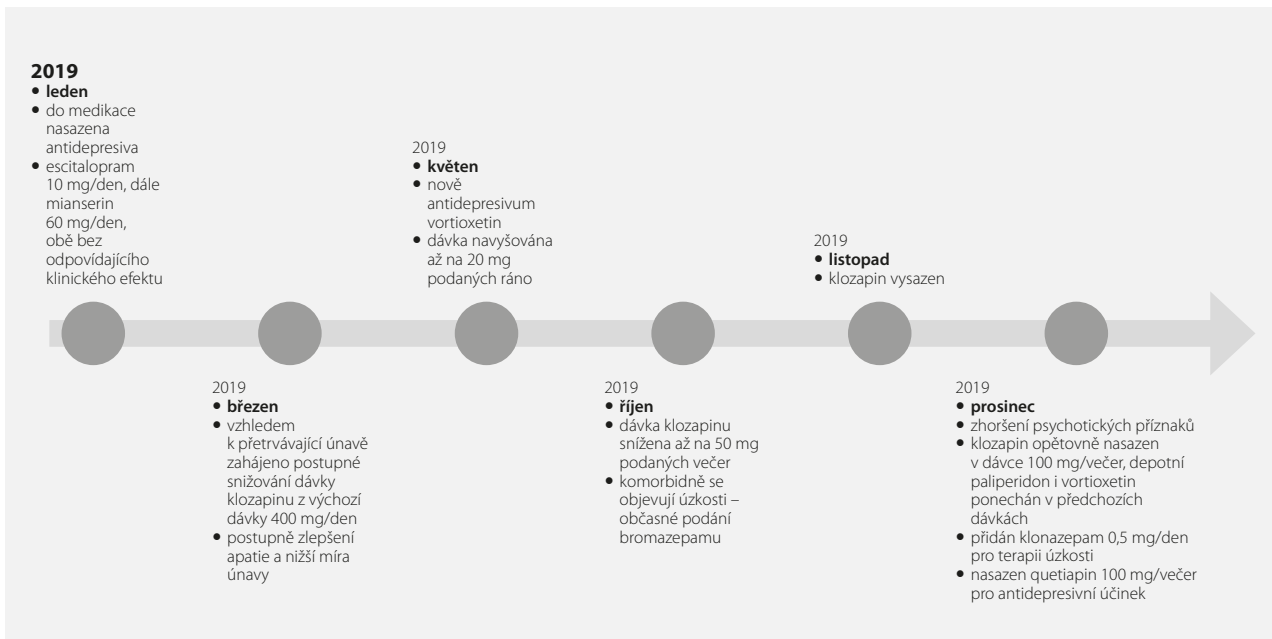 2019
• leden
• do medikace
nasazena
antidepresiva
• escitalopram
10 mg/den, dále
mianserin
60 mg/den,
obě bez
odpovídajícího
klinického efektu
2019
• březen
• vzhledem
k přetrvávající únavě
zahájeno postupné
snižování dávky
klozapinu z výchozí
dávky 400 mg/den
• postupně zlepšení
apatie a nižší míra
únavy
2019
• květen
• nově
antidepresivum
vortioxetin
• dávka navyšována
až na 20 mg
podaných ráno
2019
• říjen
• dávka klozapinu
snížena až na 50 mg
podaných večer
• komorbidně se
objevují úzkosti –
občasné podání
bromazepamu
2019
• listopad
• klozapin vysazen
2019
• prosinec
• zhoršení psychotických příznaků
• klozapin opětovně nasazen
v dávce 100 mg/večer, depotní
paliperidon i vortioxetin
ponechán v předchozích
dávkách
• přidán klonazepam 0,5 mg/den
pro terapii úzkosti
• nasazen quetiapin 100 mg/večer
pro antidepresivní účinek